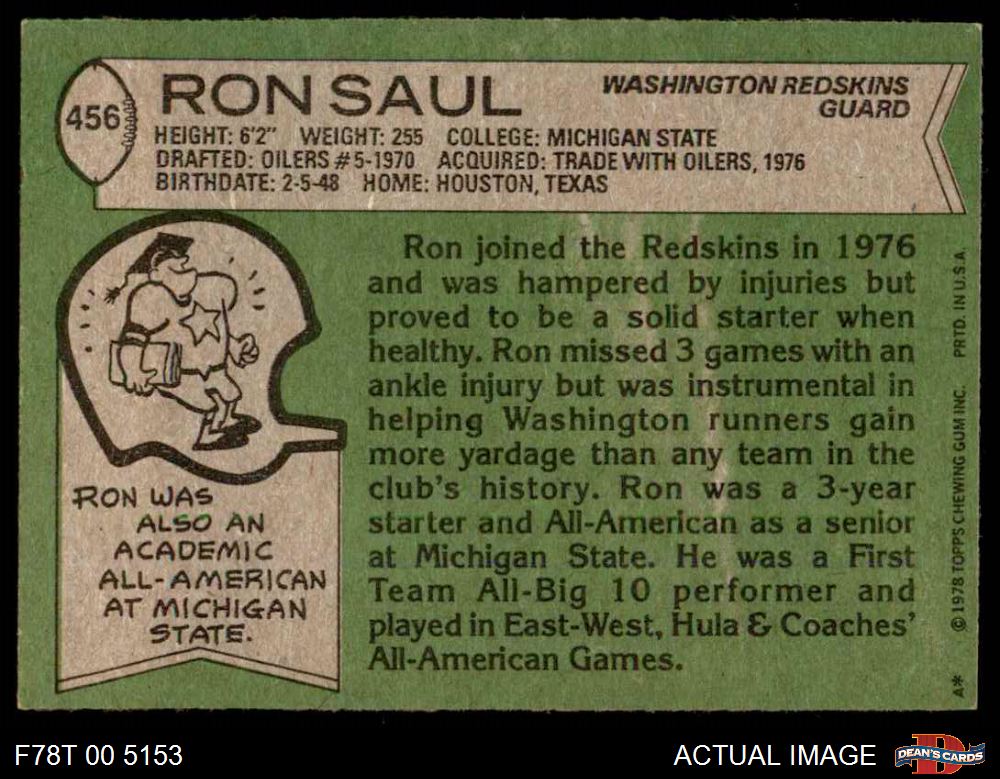 456
RON SAUL
WASHINGTON REDSKINS
GUARD
HEIGHT: 6'2" WEIGHT: 255 COLLEGE: MICHIGAN STATE
DRAFTED: OILERS #5-1970 ACQUIRED: TRADE WITH OILERS, 1976
BIRTHDATE: 2-5-48 HOME: HOUSTON, TEXAS
Ron joined the Redskins in 1976
and was hampered by injuries but
proved to be a solid starter when
healthy. Ron missed 3 games with an
ankle injury but was instrumental in
helping Washington runners gain
more yardage than any team in the
club's history. Ron was a 3-year
starter and All-American as a senior
at Michigan State. He was a First
Team All-Big 10 performer and
played in East-West, Hula & Coaches'
All-American Games.
RON WAS
ALSO AN
ACADEMIC
ALL-AMERICAN
AT MICHIGAN
STATE.
A* © 1978 TOPPS CHEWING GUM INC. PRTD. IN U.S.A.
F78T 00 5153
ACTUAL IMAGE
DEAN'S CARDS